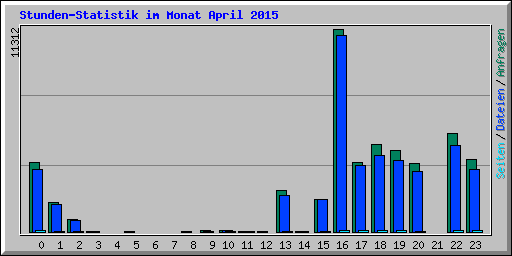 Stunden-Statistik im Monat April 2015
11312
Seiten / Dateien / Anfragen
0 1 2 3 4 5 6 7 8 9 10 11 12 13 14 15 16 17 18 19 20 21 22 23